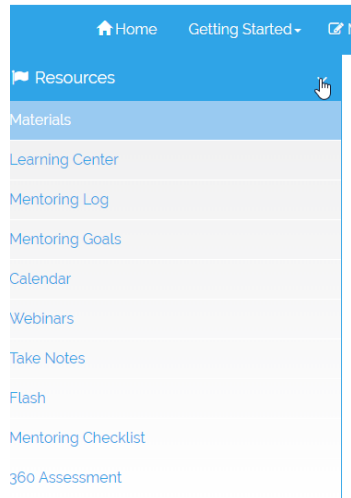 Home Getting Started
Resources
Materials
Learning Center
Mentoring Log
Mentoring Goals
Calendar
Webinars
Take Notes
Flash
Mentoring Checklist
360 Assessment